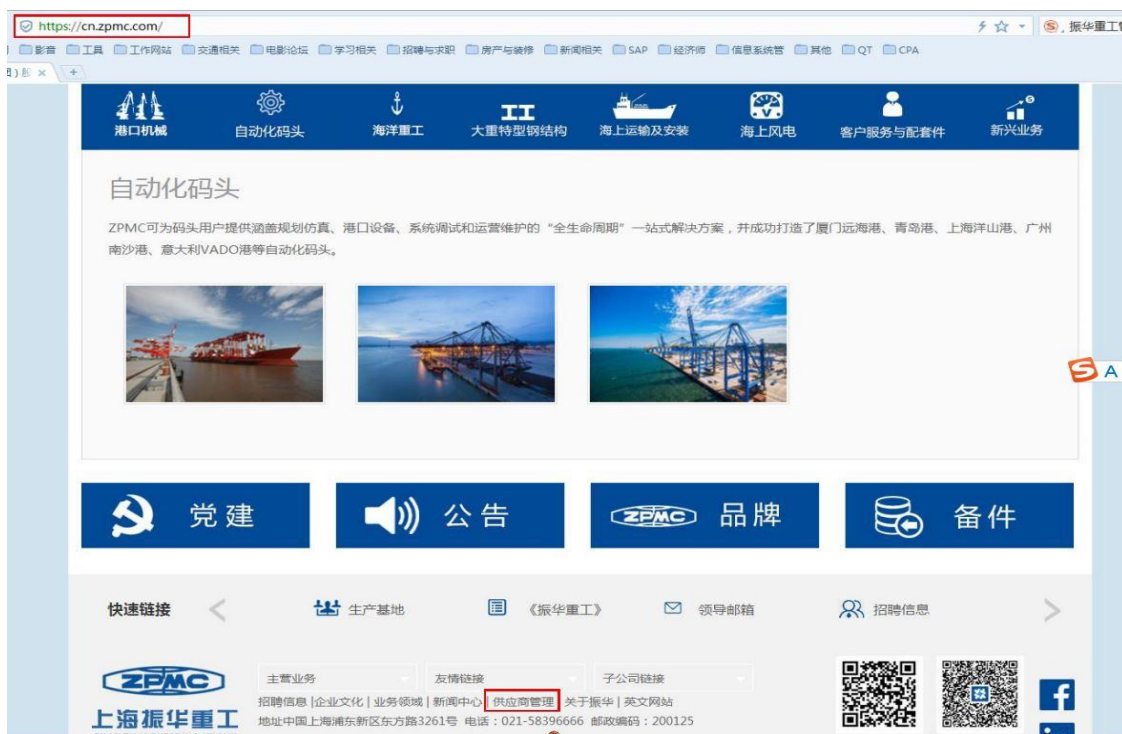 https://cn.zpmc.com/
振华重工
影音 工具 工作网站 交通相关 电影论坛 学习相关 招聘与求职 房产与装修 新闻相关 SAP 经济师 信息系统管 其他 QT CPA
港口机械 自动化码头 海洋重工 大重特型钢结构 海上运输及安装 海上风电 客户服务与配套件 新兴业务
自动化码头
ZPMC可为码头用户提供涵盖规划仿真、港口设备、系统调试和运营维护的“全生命周期”一站式解决方案，并成功打造了厦门远海港、青岛港、上海洋山港、广州
南沙港、意大利VADO港等自动化码头。
A
党建 公告 ZPMC 品牌 备件
快速链接 生产基地 《振华重工》 领导邮箱 招聘信息
ZPMC
上海振华重工
主营业务 友情链接 子公司链接
招聘信息 |企业文化 | 业务领域 | 新闻中心 | 供应商管理 关于振华 | 英文网站
地址中国上海浦东新区东方路3261号 电话：021-58396666 邮政编码：200125